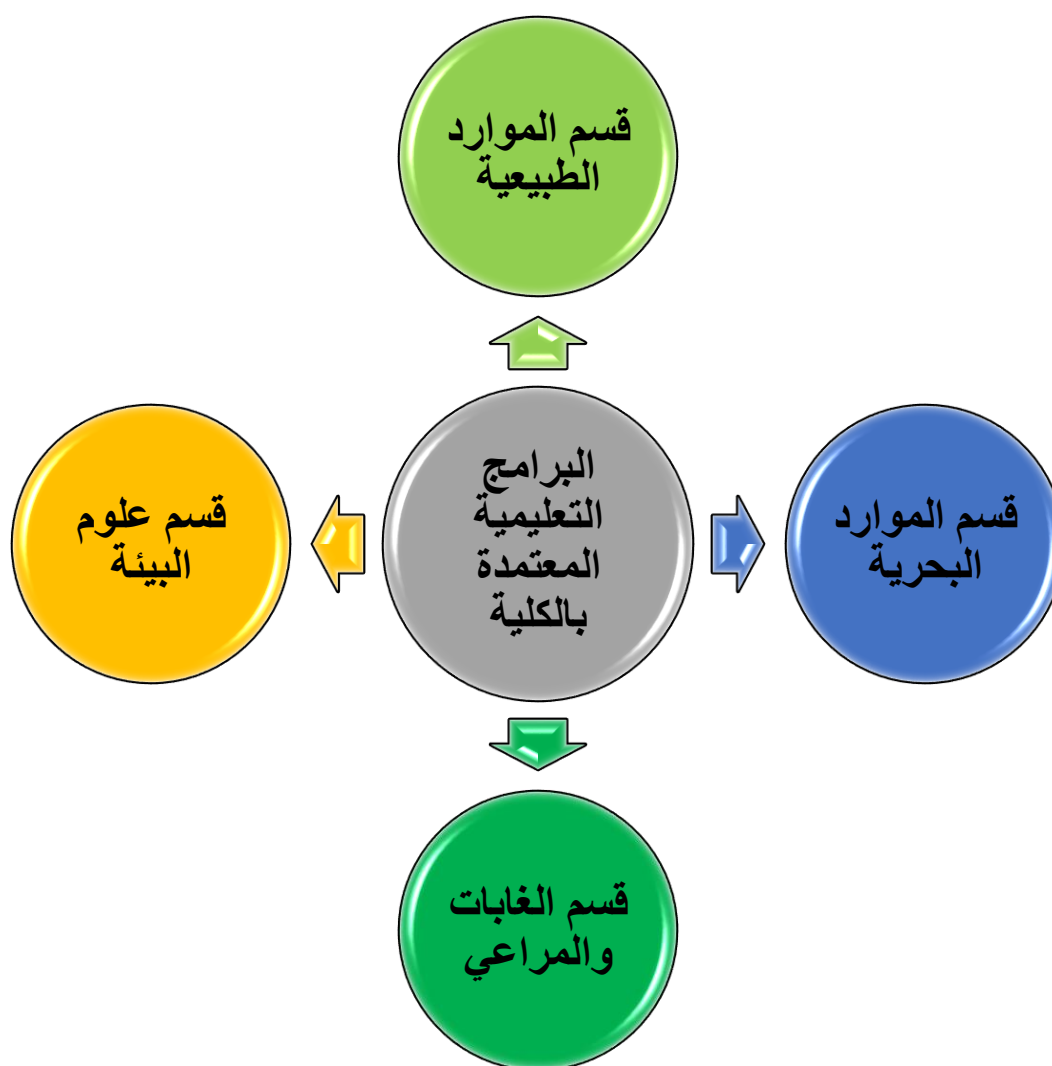 قسم الموارد
الطبيعية
البرامج
التعليمية
المعتمدة
بالكلية
قسم الموارد
البحرية
قسم علوم
البيئة
قسم الغابات
والمراعي